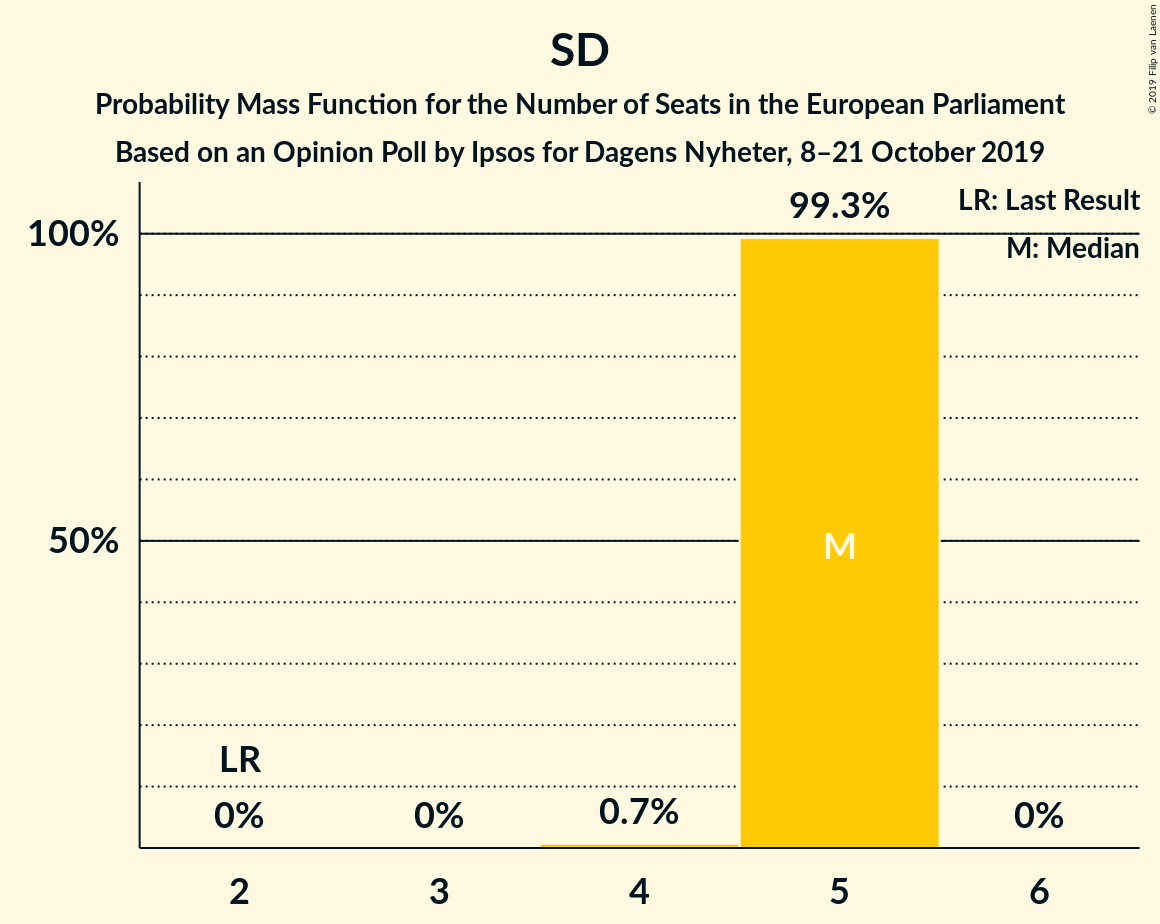 SD
Probability Mass Function for the Number of Seats in the European Parliament
Based on an Opinion Poll by Ipsos for Dagens Nyheter, 8–21 October 2019
© 2019 Filip van Laenen
LR: Last Result
M: Median
99.3%
100%
50%
M
LR
0%
0%
0.7%
0%
2
3
4
5
6